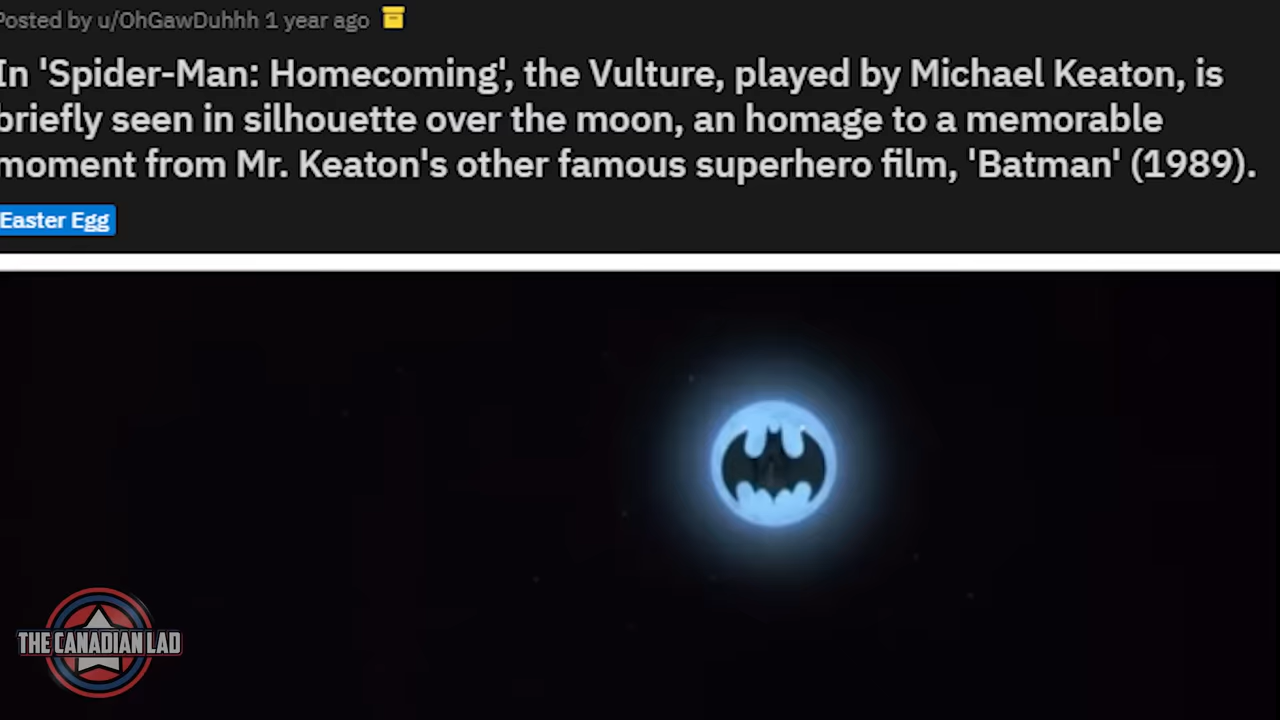 Posted by u/OhGawDuhhh 1 year ago
In 'Spider-Man: Homecoming', the Vulture, played by Michael Keaton, is
briefly seen in silhouette over the moon, an homage to a memorable
moment from Mr. Keaton's other famous superhero film, 'Batman' (1989).
Easter Egg
THE CANADIAN LAD